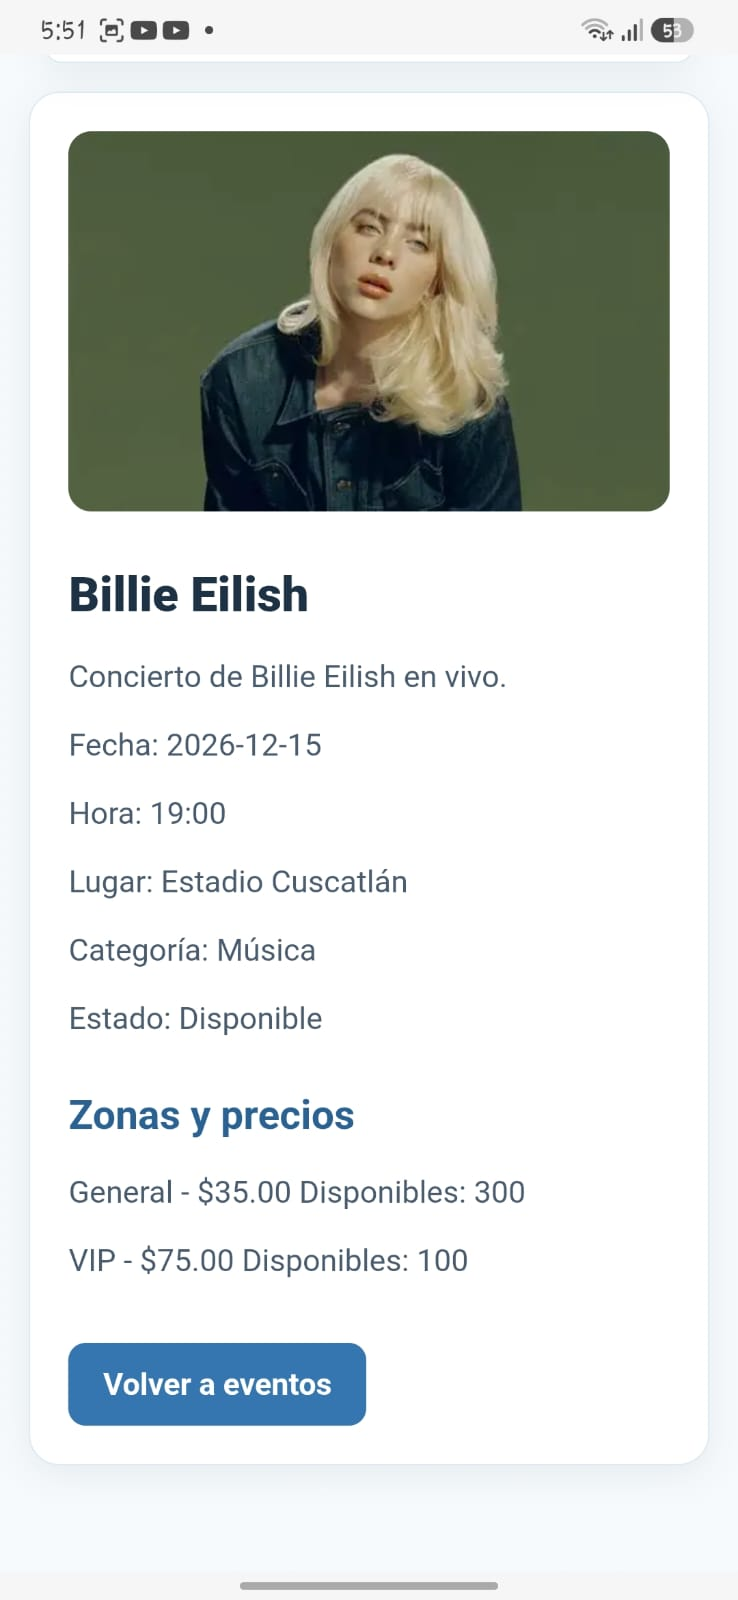 5:51
53
Billie Eilish
Concierto de Billie Eilish en vivo.
Fecha: 2026-12-15
Hora: 19:00
Lugar: Estadio Cuscatlán
Categoría: Música
Estado: Disponible
Zonas y precios
General - $35.00 Disponibles: 300
VIP - $75.00 Disponibles: 100
Volver a eventos